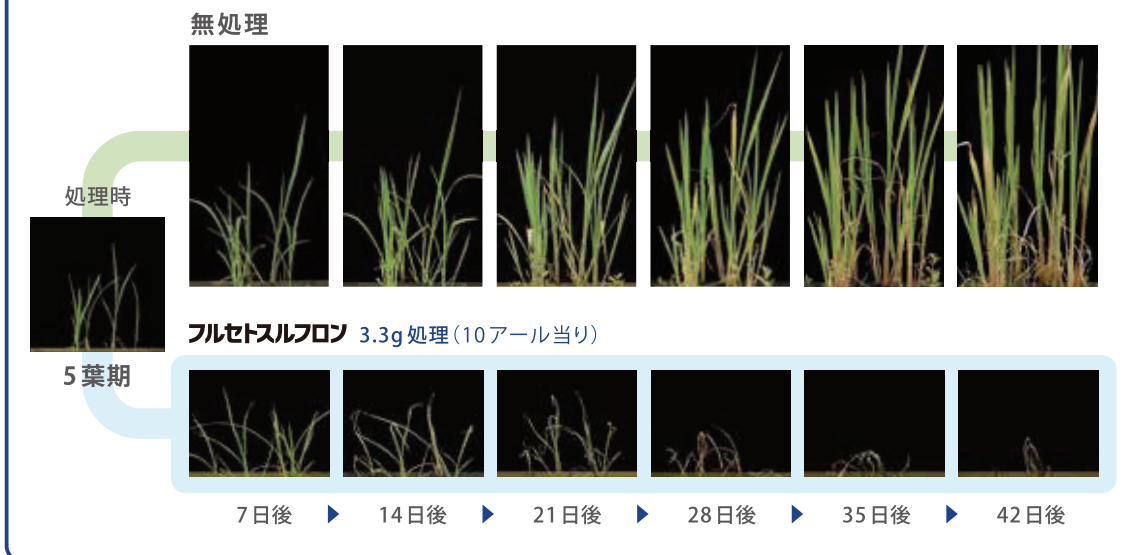 無処理
処理時
5葉期
フルセトスルフロン 3.3g処理(10アール当り)
7日後 ▶ 14日後 ▶ 21日後 ▶ 28日後 ▶ 35日後 ▶ 42日後